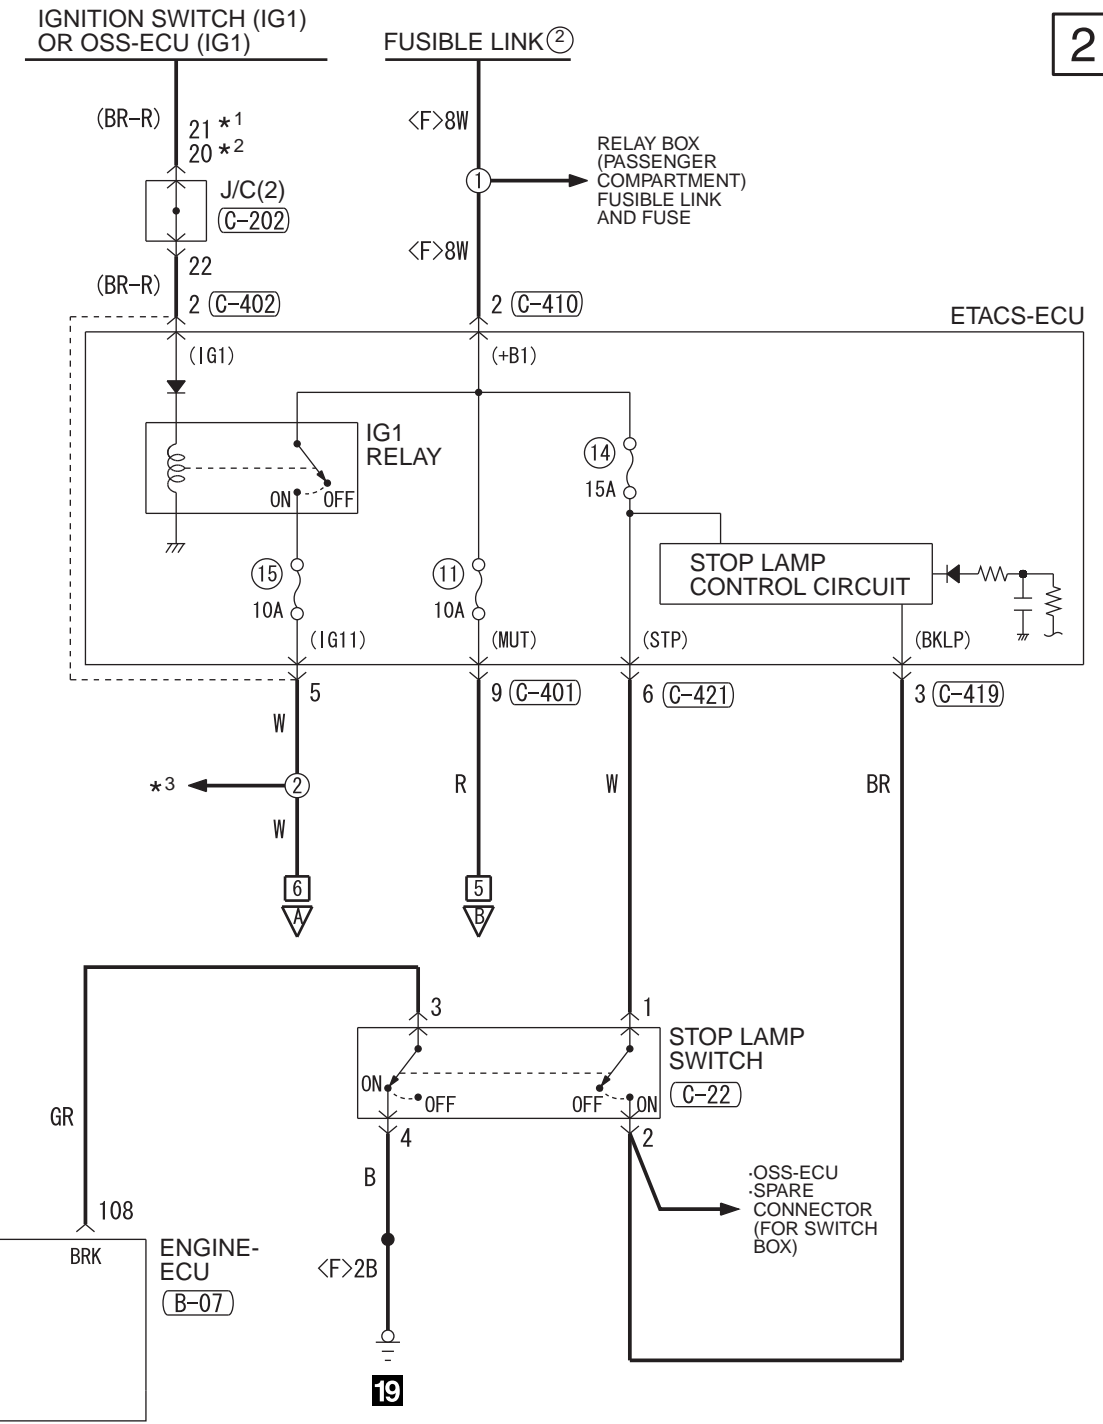 IGNITION SWITCH (IG1)
OR OSS-ECU (IG1)
FUSIBLE LINK ②
2
(BR-R)
21 *1
20 *2
J/C(2)
C-202
22
(BR-R)
2 C-402
<F>8W
1
RELAY BOX
(PASSENGER
COMPARTMENT)
FUSIBLE LINK
AND FUSE
<F>8W
2 C-410
ETACS-ECU
(IG1)
(+B1)
IG1
RELAY
ON
OFF
14
15A
STOP LAMP
CONTROL CIRCUIT
15
10A
11
10A
(IG11)
(MUT)
(STP)
(BKLP)
5
9 C-401
6 C-421
3 C-419
W
*3
2
W
R
W
BR
6
A
5
B
3
1
STOP LAMP
SWITCH
C-22
ON
OFF
OFF
ON
4
2
GR
B
·OSS-ECU
·SPARE
CONNECTOR
(FOR SWITCH
BOX)
108
BRK
ENGINE-
ECU
B-07
<F>2B
19